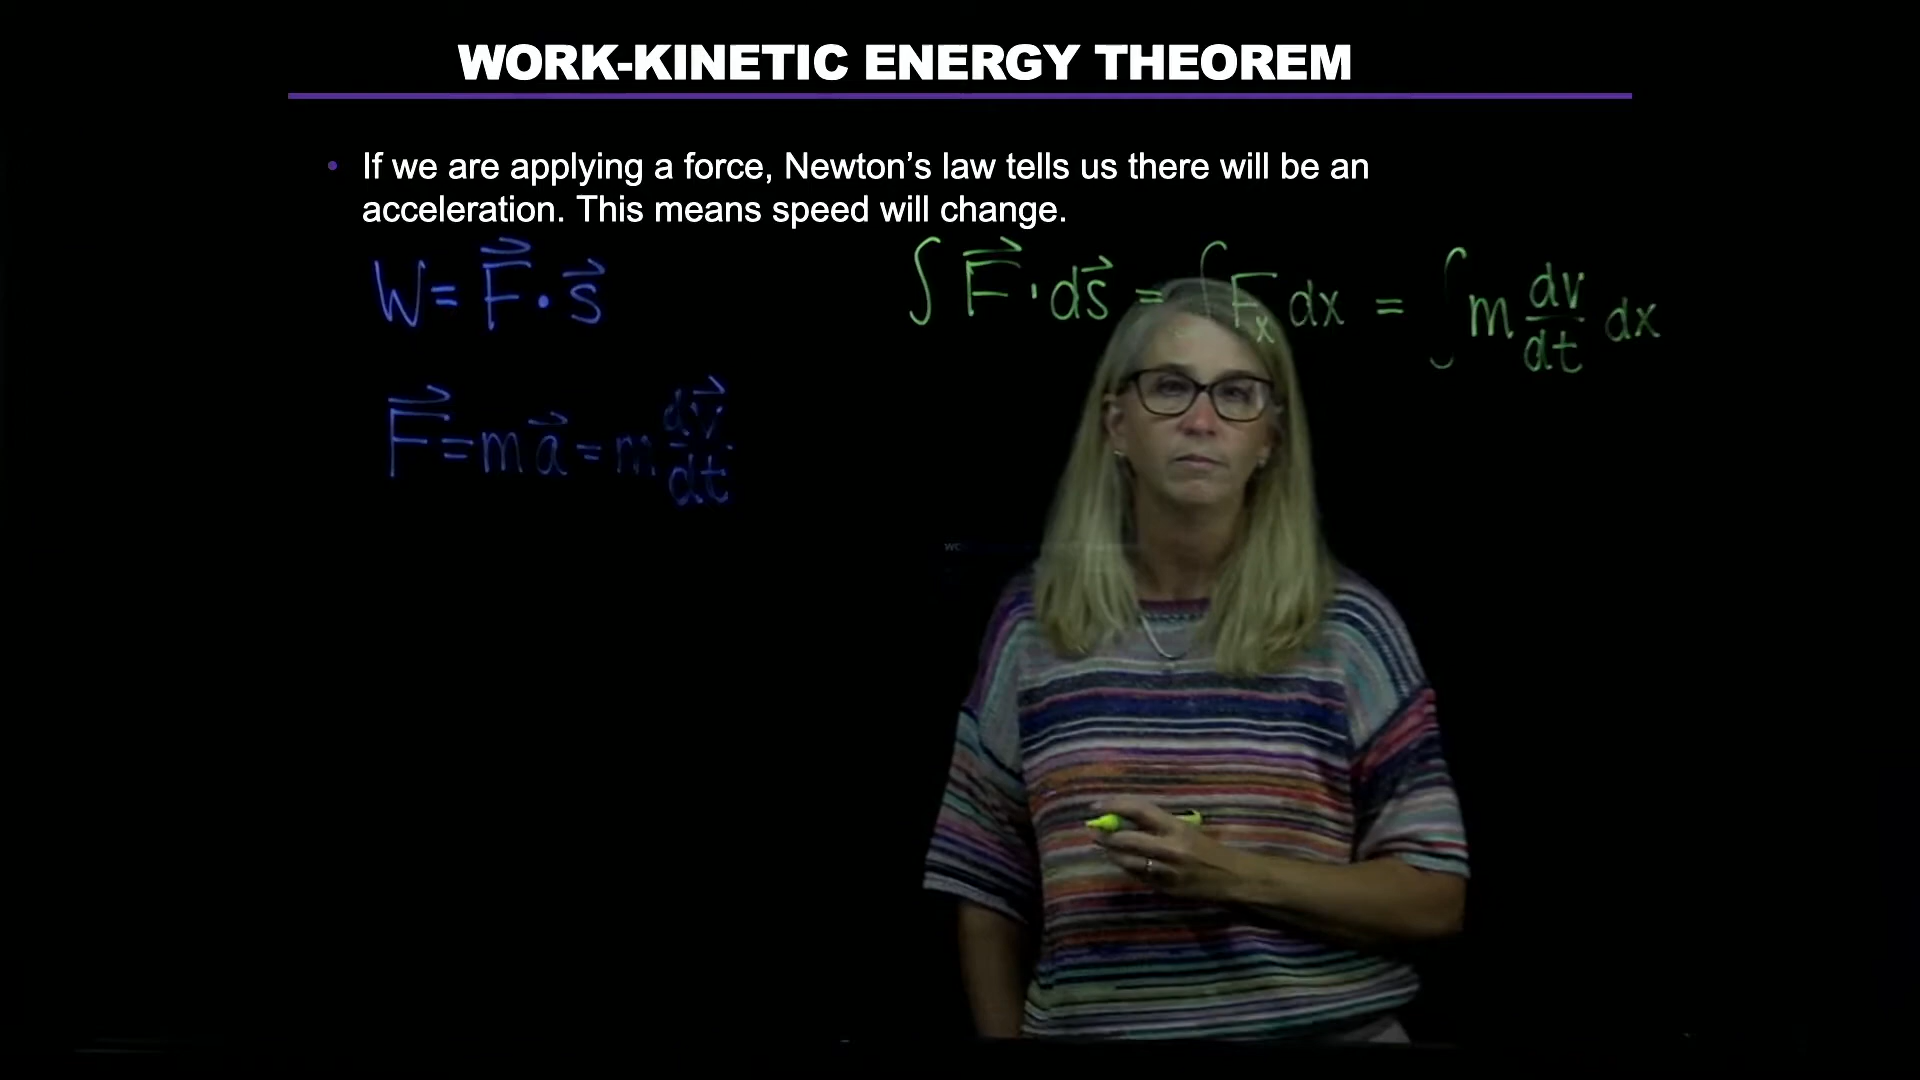 WORK-KINETIC ENERGY THEOREM
• If we are applying a force, Newton’s law tells us there will be an
acceleration. This means speed will change.
W = F⃗ · s⃗
∫ F⃗ · ds⃗ = ∫ Fₓ dx = ∫ m dv/dt dx
F⃗ = ma⃗ = m dv⃗/dt